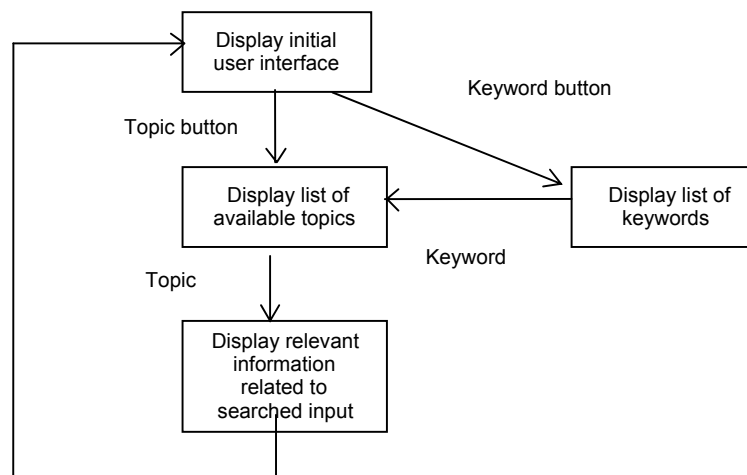 Display initial
user interface
Keyword button
Topic button
Display list of
available topics
Display list of
keywords
Keyword
Topic
Display relevant
information
related to
searched input